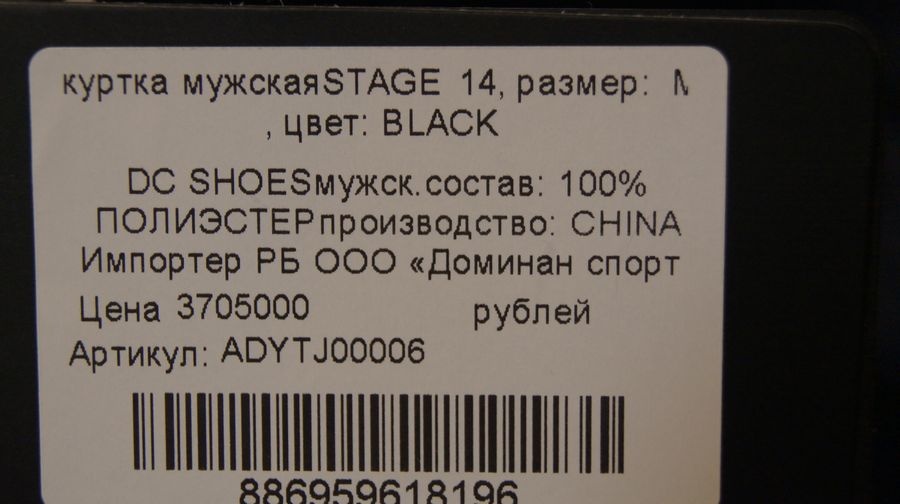 куртка мужскаяSTAGE 14, размер: M
, цвет: BLACK
DC SHOESмужск.состав: 100%
ПОЛИЭСТЕРпроизводство: CHINA
Импортер РБ ООО «Доминан спорт
Цена 3705000 рублей
Артикул: ADYTJ00006
886959618196